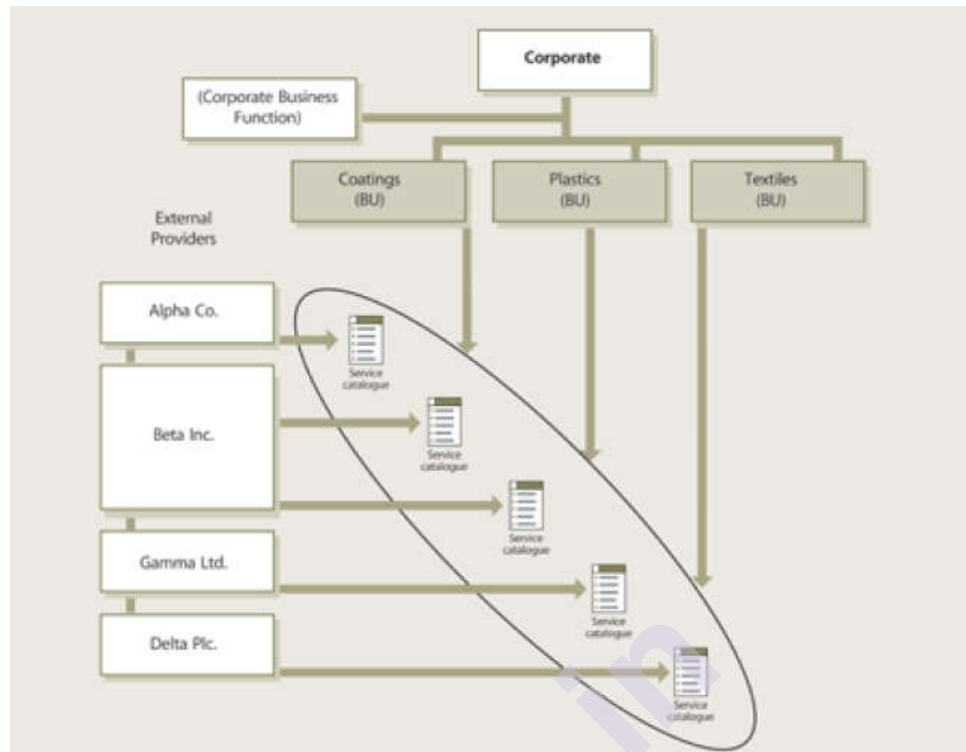 Corporate
(Corporate Business
Function)
Coatings
(BU)
Plastics
(BU)
Textiles
(BU)
External
Providers
Alpha Co.
Beta Inc.
Gamma Ltd.
Delta Plc.
Service
catalogue
Service
catalogue
Service
catalogue
Service
catalogue
Service
catalogue
in